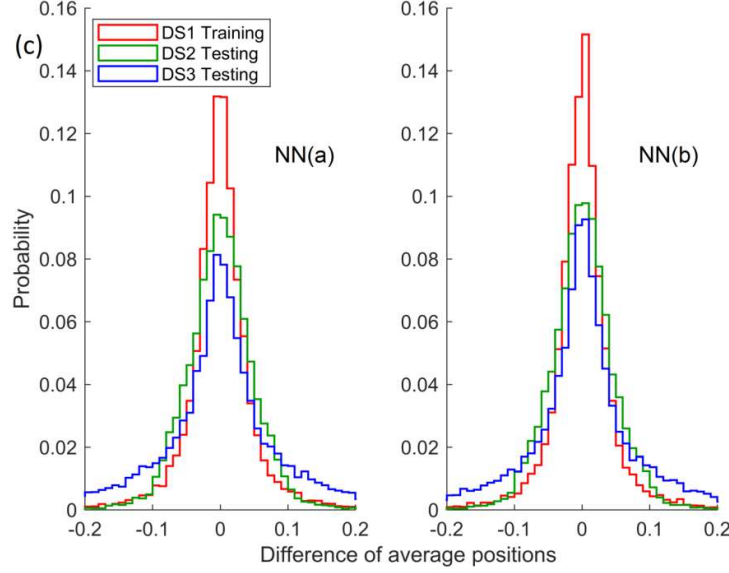 (c)
DS1 Training
DS2 Testing
DS3 Testing
NN(a)
NN(b)
Probability
0.16
0.14
0.12
0.1
0.08
0.06
0.04
0.02
0
-0.2 -0.1 0 0.1 0.2
0.16
0.14
0.12
0.1
0.08
0.06
0.04
0.02
0
-0.2 -0.1 0 0.1 0.2
Difference of average positions